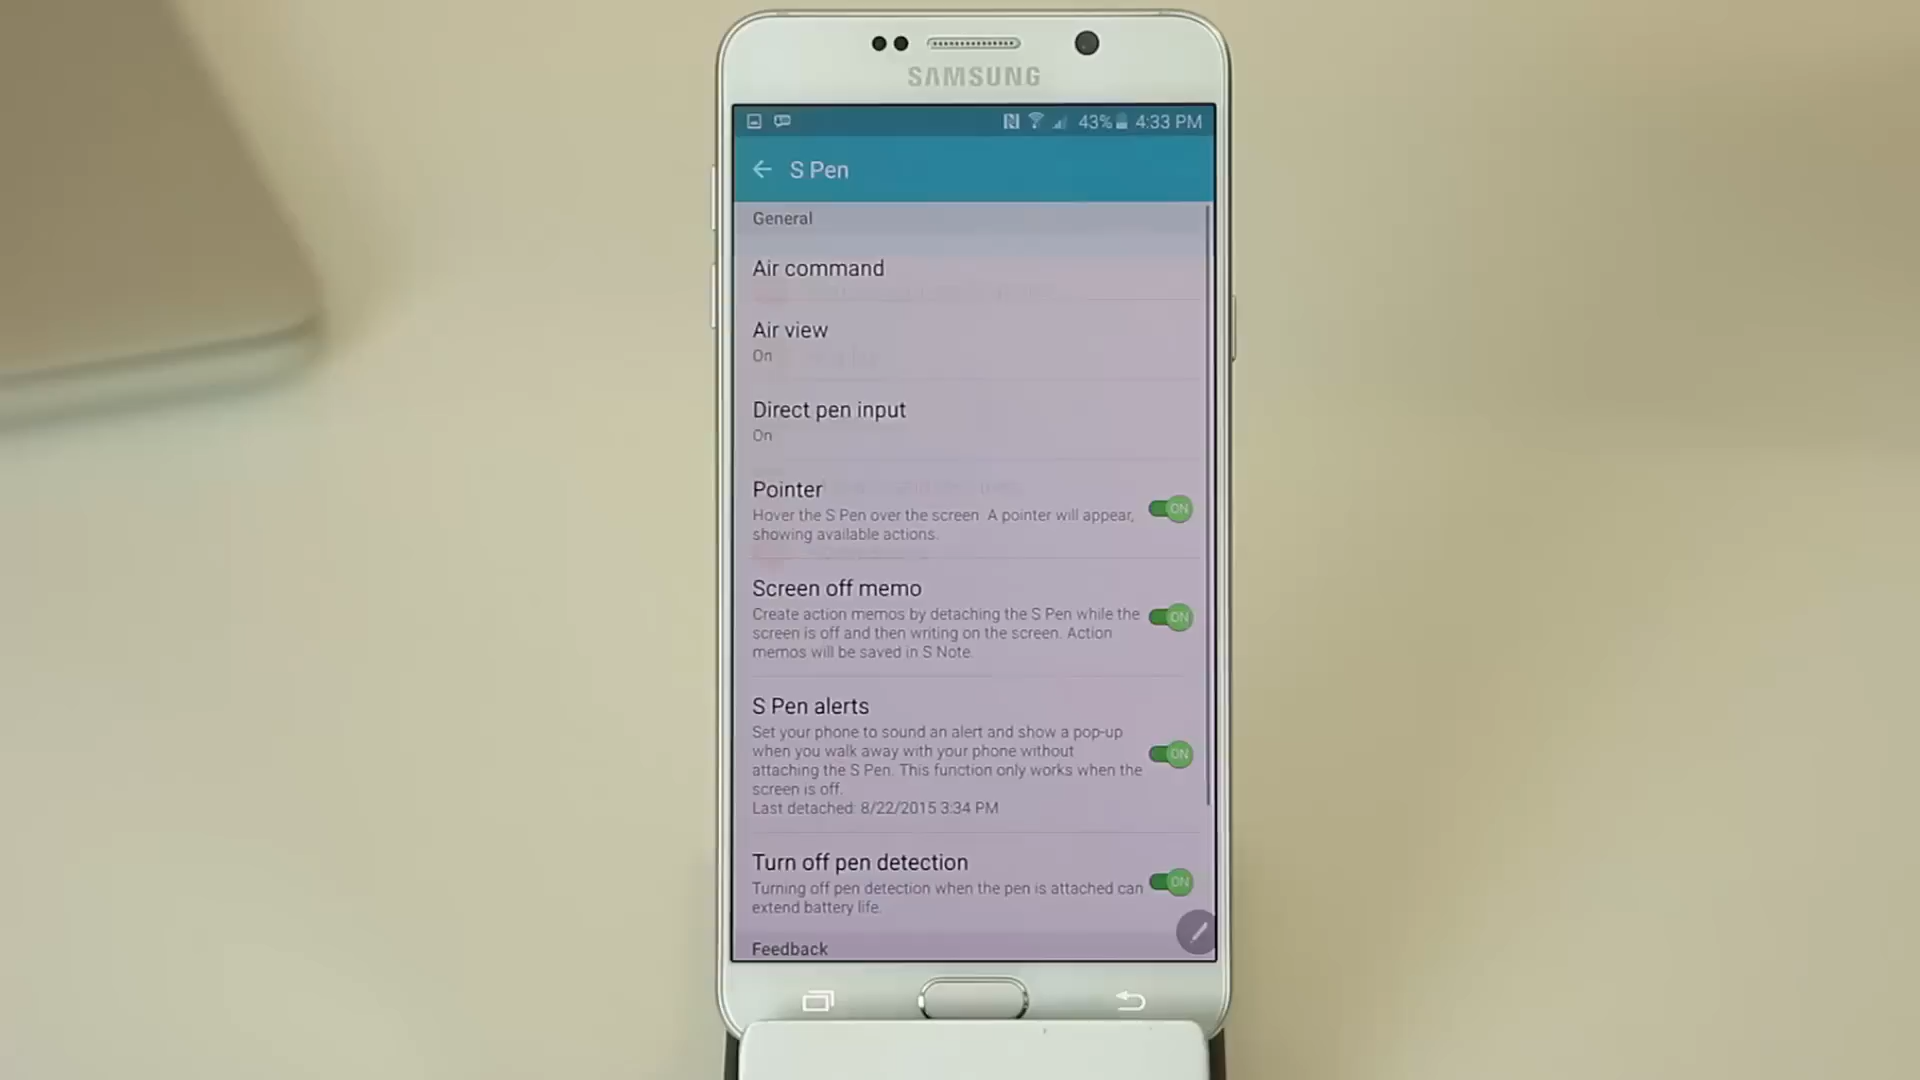 SAMSUNG
43% 4:33 PM
S Pen
General
Air command
Air view
On
Direct pen input
On
Pointer
Hover the S Pen over the screen. A pointer will appear,
showing available actions.
ON
Screen off memo
Create action memos by detaching the S Pen while the
screen is off and then writing on the screen. Action
memos will be saved in S Note.
ON
S Pen alerts
Set your phone to sound an alert and show a pop-up
when you walk away with your phone without
attaching the S Pen. This function only works when the
screen is off.
Last detached: 8/22/2015 3:34 PM
ON
Turn off pen detection
Turning off pen detection when the pen is attached can
extend battery life.
ON
Feedback